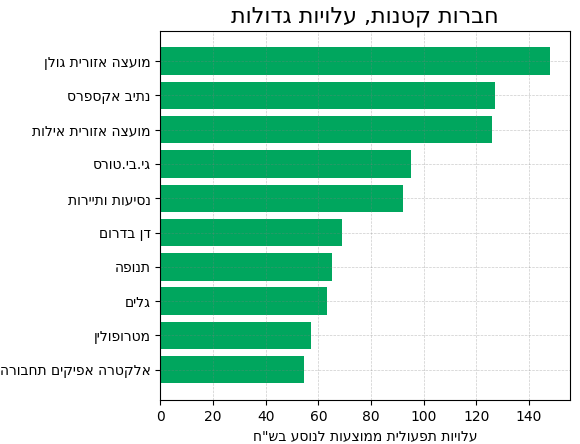 חברות קטנות, עלויות גדולות
מועצה אזורית גולן
נתיב אקספרס
מועצה אזורית אילות
גי.בי.טורס
נסיעות ותיירות
דן בדרום
תנופה
גלים
מטרופולין
אלקטרה אפיקים תחבורה
0 20 40 60 80 100 120 140
עלויות תפעולית ממוצעות לנוסע בש"ח